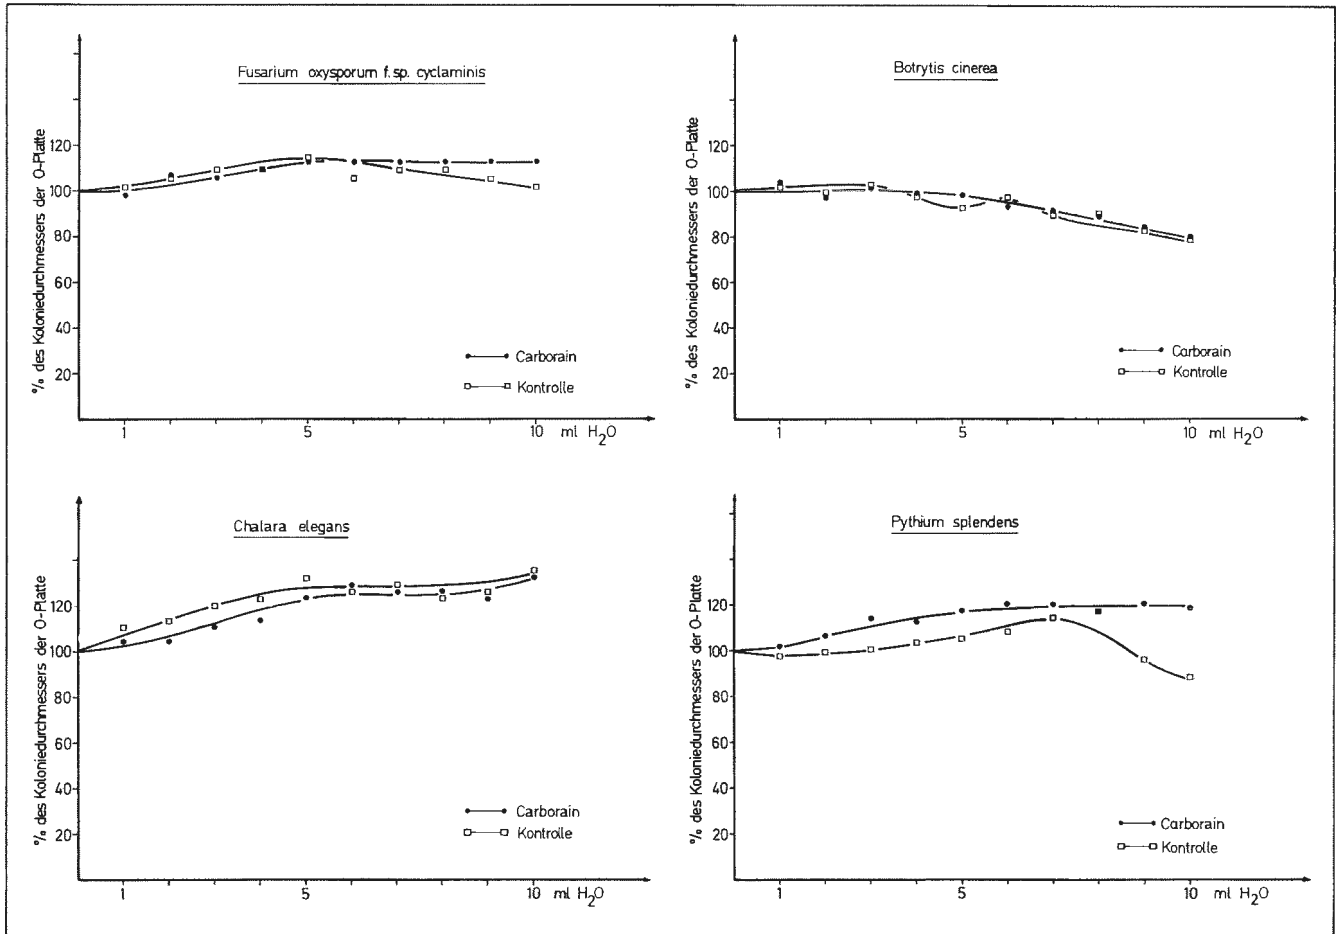 Fusarium oxysporum f. sp. cyclaminis
% des Koloniedurchmessers der O-Platte
120
100
80
60
40
20
Carborain
Kontrolle
1 5 10 ml H₂O
Botrytis cinerea
% des Koloniedurchmessers der O-Platte
120
100
80
60
40
20
Carborain
Kontrolle
1 5 10 ml H₂O
Chalara elegans
% des Koloniedurchmessers der O-Platte
120
100
80
60
40
20
Carborain
Kontrolle
1 5 10 ml H₂O
Pythium splendens
% des Koloniedurchmessers der O-Platte
120
100
80
60
40
20
Carborain
Kontrolle
1 5 10 ml H₂O